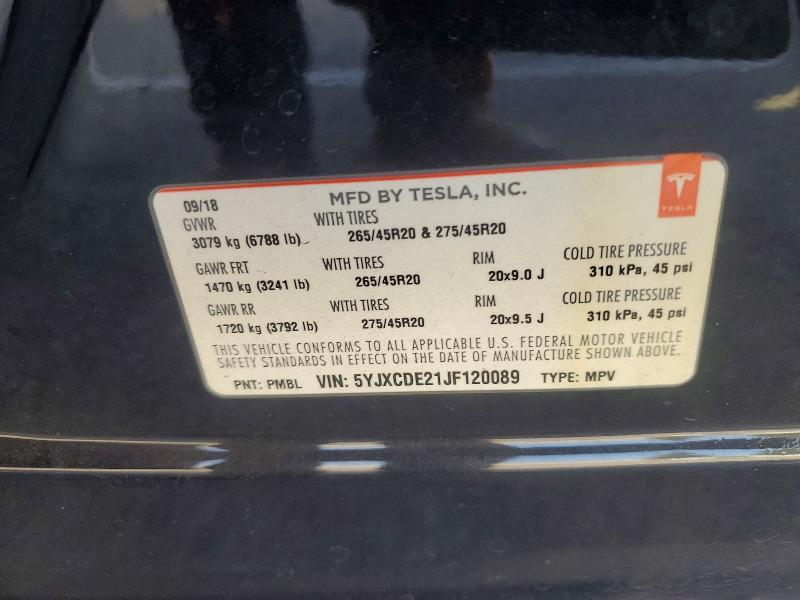 MFD BY TESLA, INC.
TESLA
09/18
GVWR WITH TIRES
3079 kg (6788 lb) 265/45R20 & 275/45R20
GAWR FRT WITH TIRES RIM COLD TIRE PRESSURE
1470 kg (3241 lb) 265/45R20 20x9.0 J 310 kPa, 45 psi
GAWR RR WITH TIRES RIM COLD TIRE PRESSURE
1720 kg (3792 lb) 275/45R20 20x9.5 J 310 kPa, 45 psi
THIS VEHICLE CONFORMS TO ALL APPLICABLE U.S. FEDERAL MOTOR VEHICLE
SAFETY STANDARDS IN EFFECT ON THE DATE OF MANUFACTURE SHOWN ABOVE.
PNT: PMBL VIN: 5YJXCDE21JF120089 TYPE: MPV